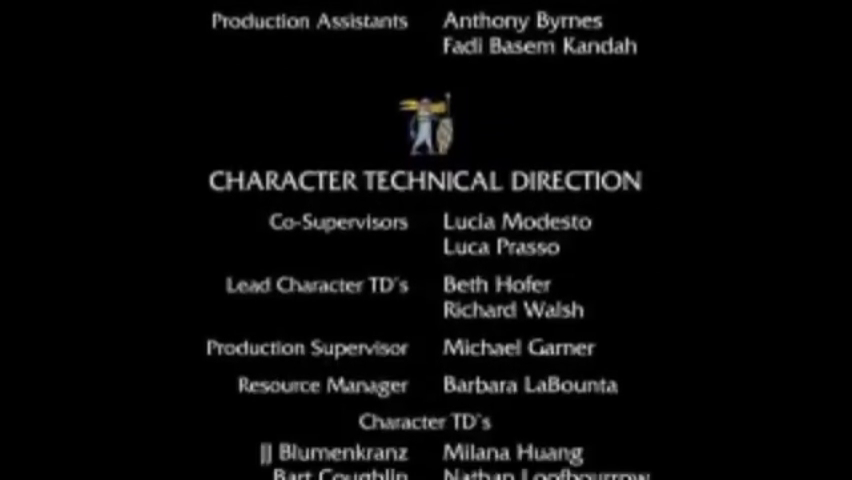 Production Assistants Anthony Byrnes
Fadi Basem Kandah
CHARACTER TECHNICAL DIRECTION
Co-Supervisors Lucia Modesto
Luca Prasso
Lead Character TD's Beth Hofer
Richard Walsh
Production Supervisor Michael Garner
Resource Manager Barbara LaBounta
Character TD's
JJ Blumenkranz Milana Huang
Bart Coughlin Nathan Loofbourrow